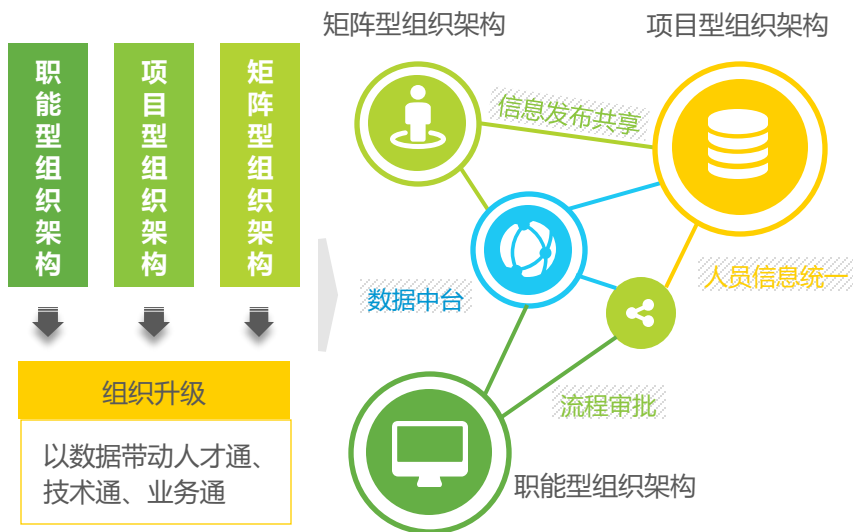 职能型组织架构
项目型组织架构
矩阵型组织架构
组织升级
以数据带动人才通、
技术通、业务通
矩阵型组织架构
项目型组织架构
信息发布共享
数据中台
人员信息统一
流程审批
职能型组织架构